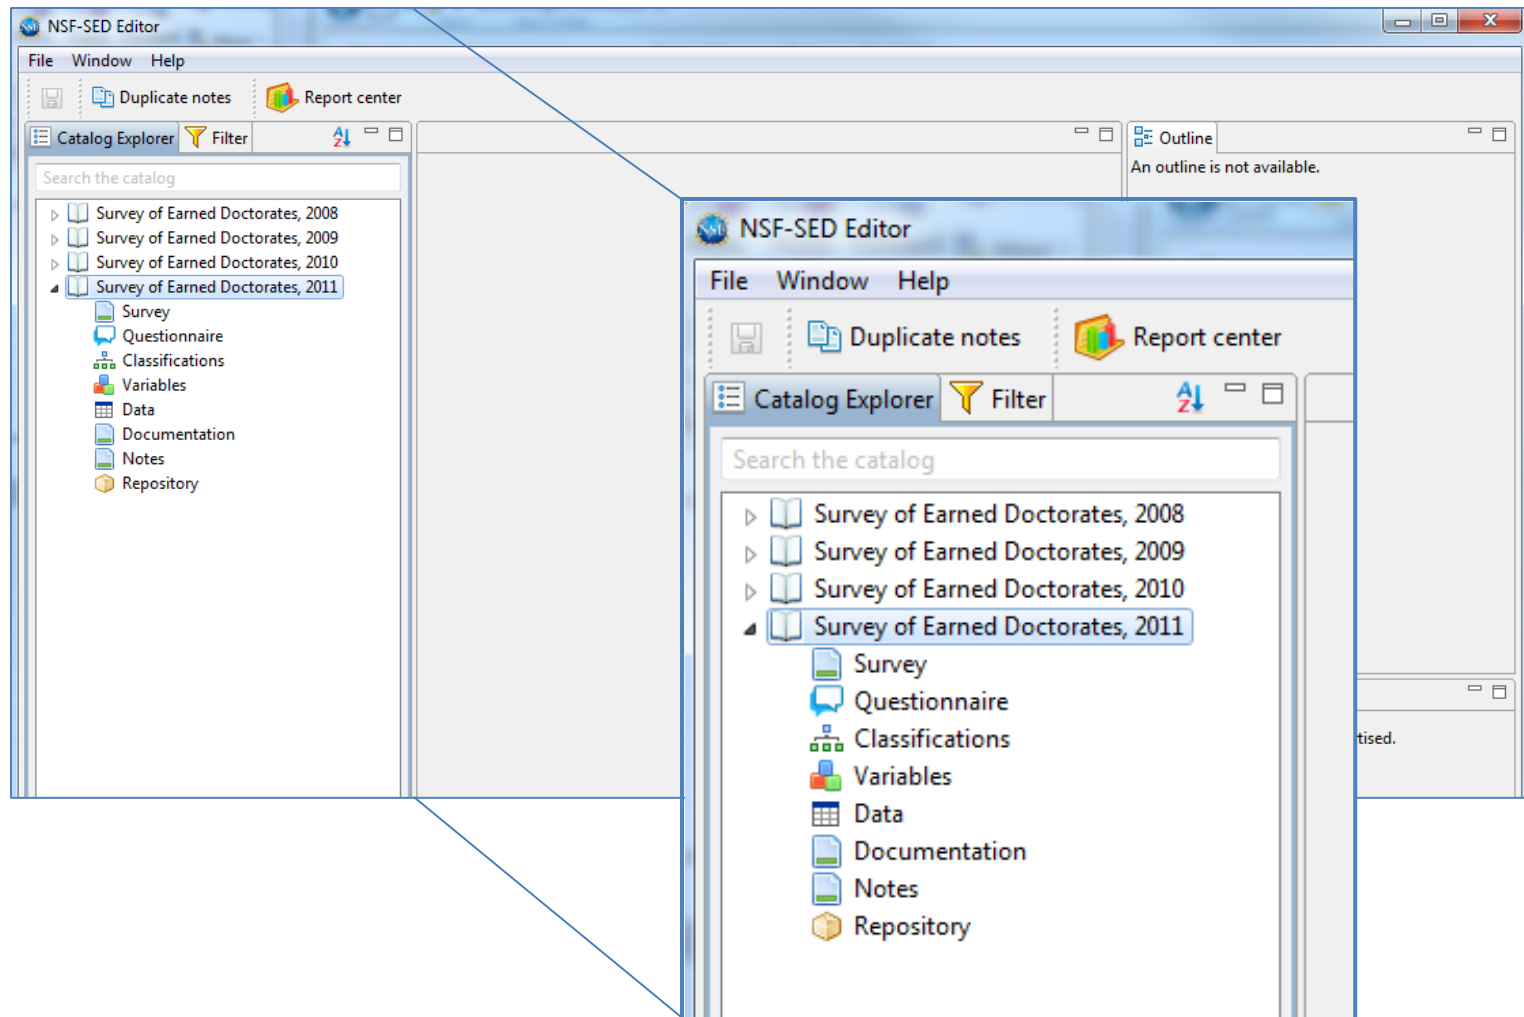 NSF-SED Editor
File Window Help
Duplicate notes Report center
Catalog Explorer Filter
Search the catalog
Survey of Earned Doctorates, 2008
Survey of Earned Doctorates, 2009
Survey of Earned Doctorates, 2010
Survey of Earned Doctorates, 2011
Survey
Questionnaire
Classifications
Variables
Data
Documentation
Notes
Repository
Outline
An outline is not available.
tised.
NSF-SED Editor
File Window Help
Duplicate notes Report center
Catalog Explorer Filter
Search the catalog
Survey of Earned Doctorates, 2008
Survey of Earned Doctorates, 2009
Survey of Earned Doctorates, 2010
Survey of Earned Doctorates, 2011
Survey
Questionnaire
Classifications
Variables
Data
Documentation
Notes
Repository